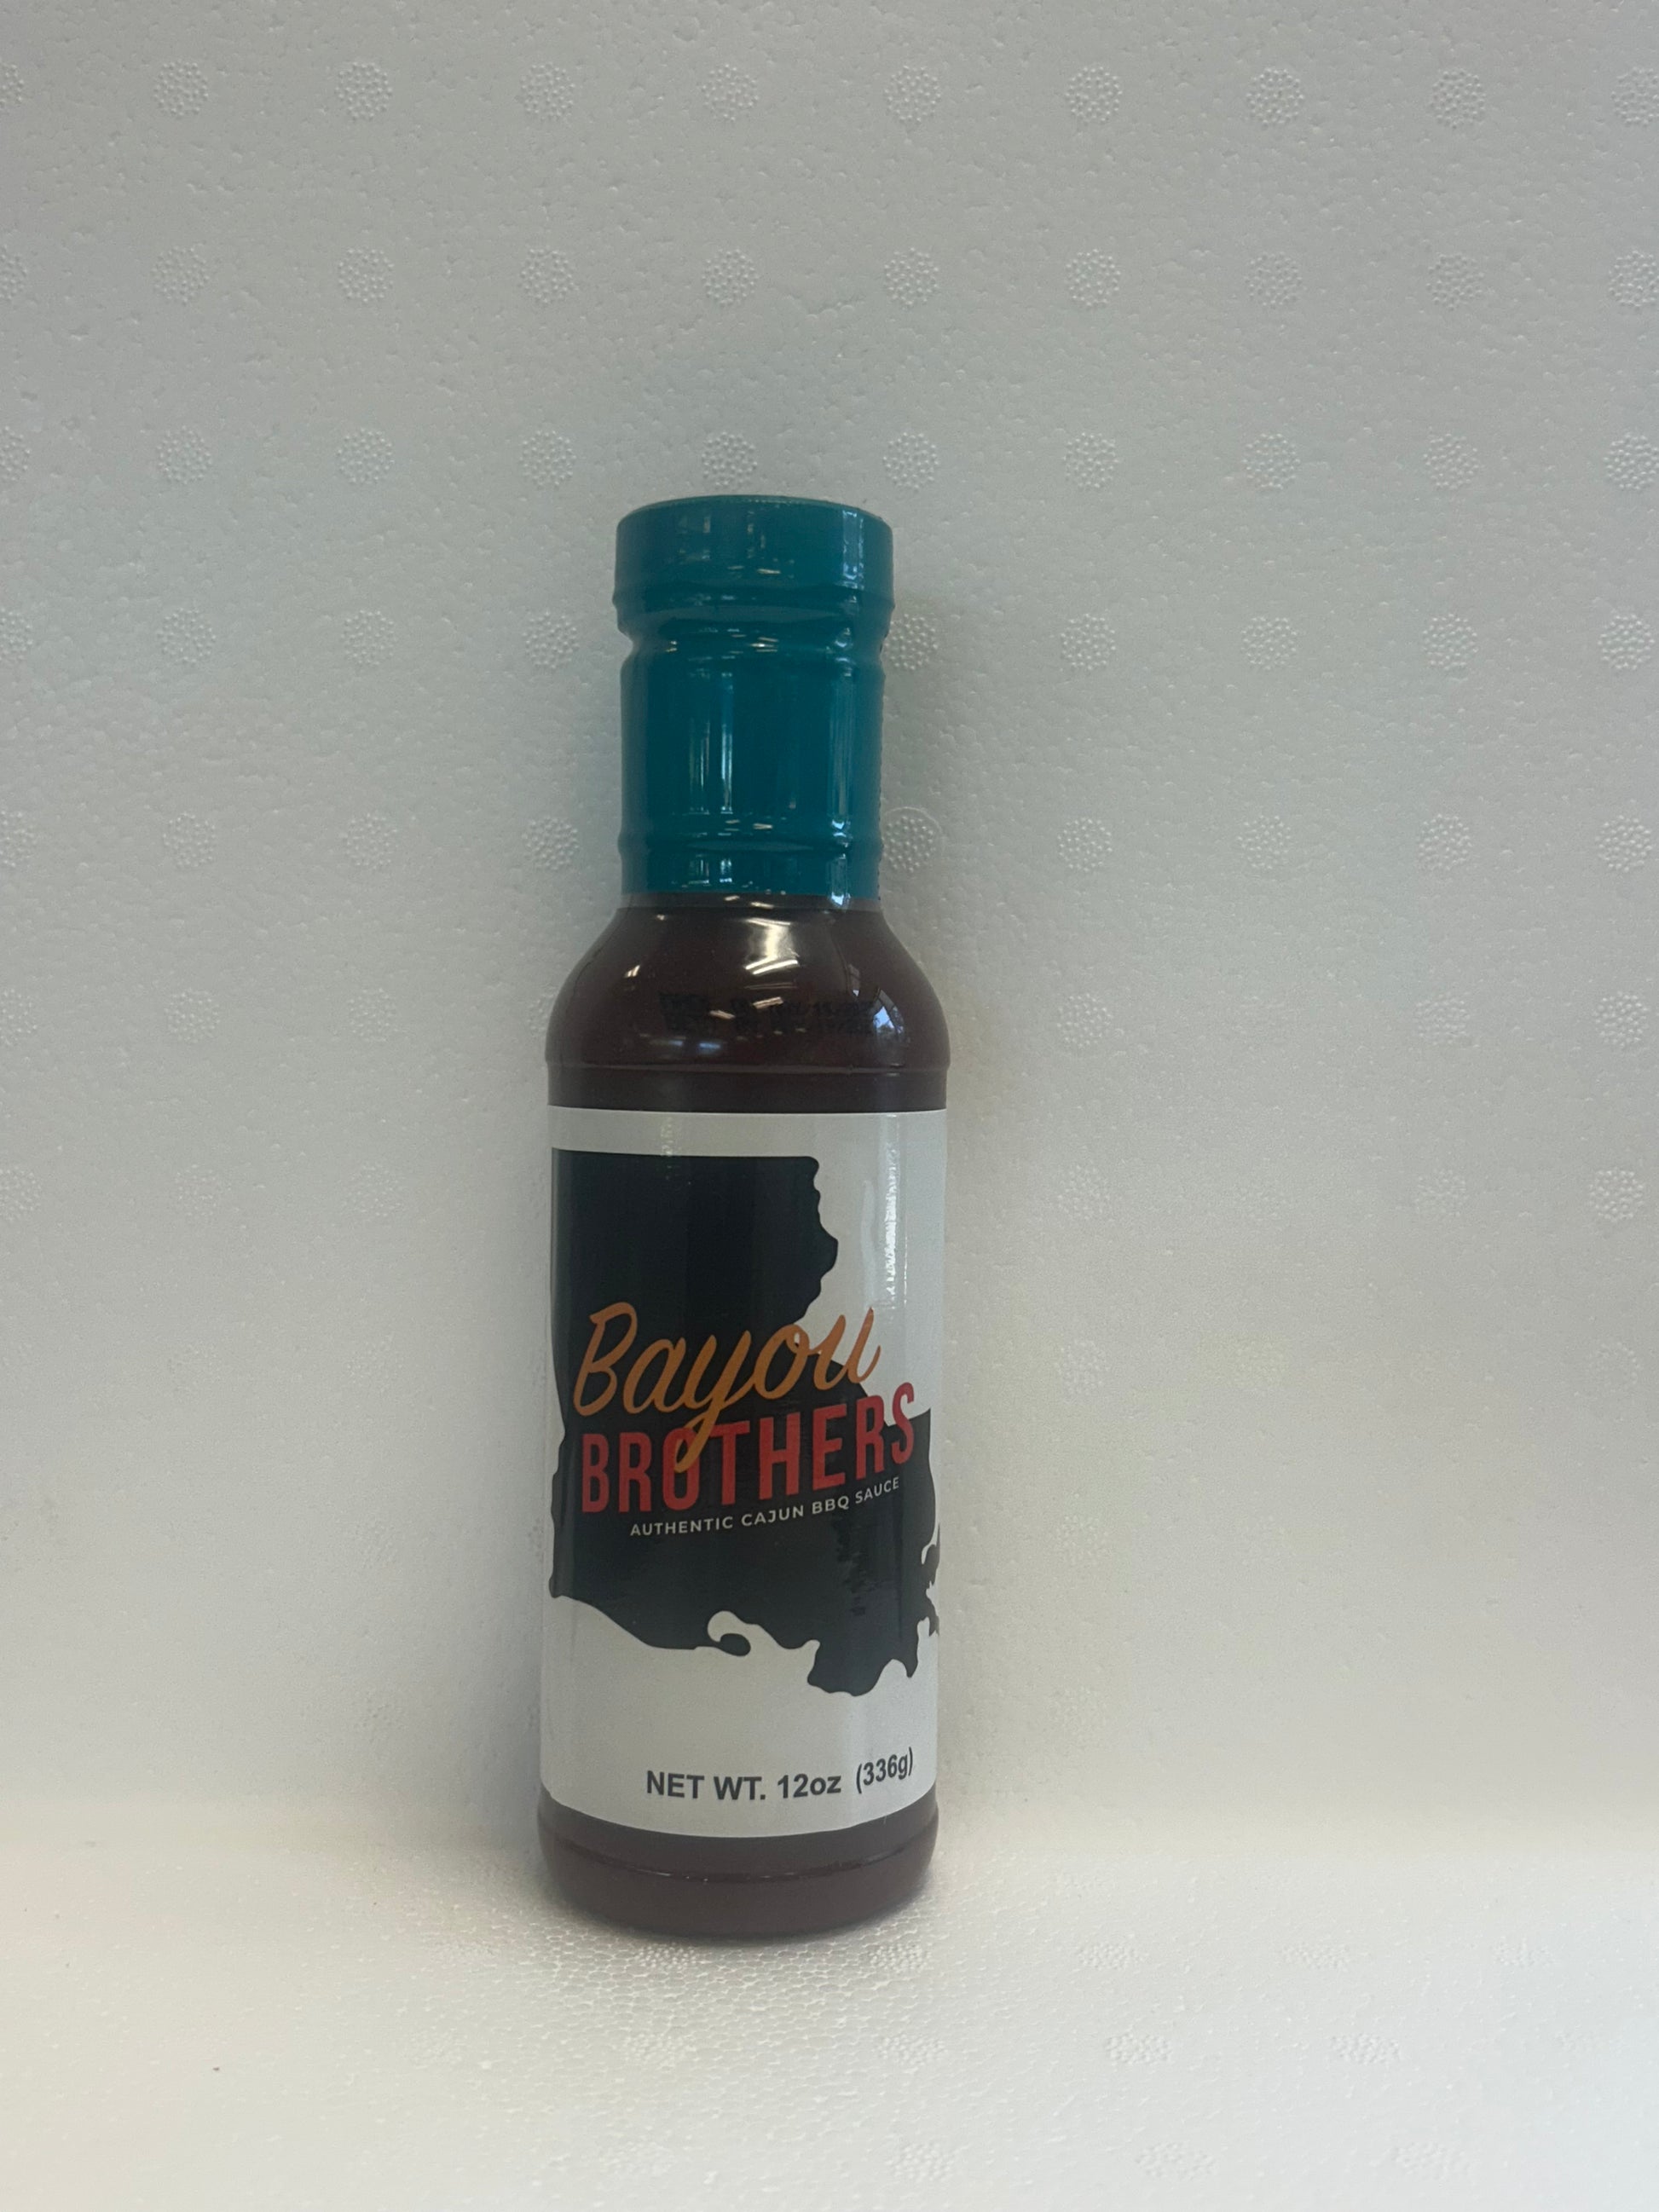 Bayou
BROTHERS
AUTHENTIC CAJUN BBQ SAUCE
NET WT. 12oz (336g)